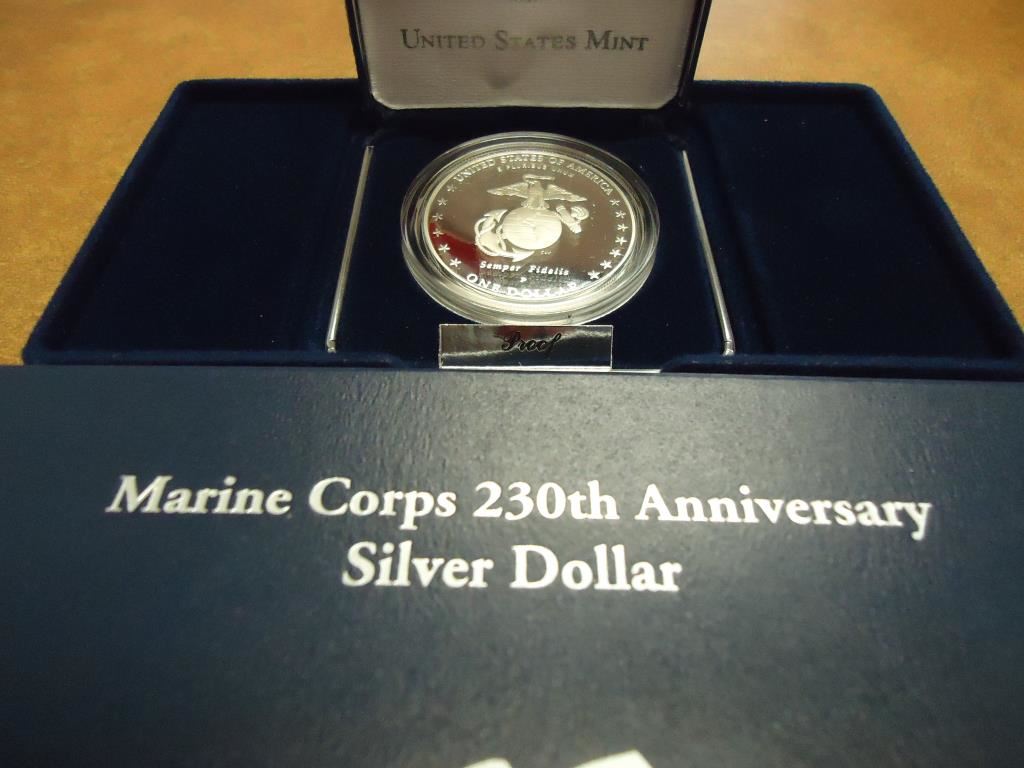 UNITED STATES MINT
UNITED STATES OF AMERICA
E PLURIBUS UNUM
Semper Fidelis
P
ONE DOLLAR
Proof
Marine Corps 230th Anniversary
Silver Dollar